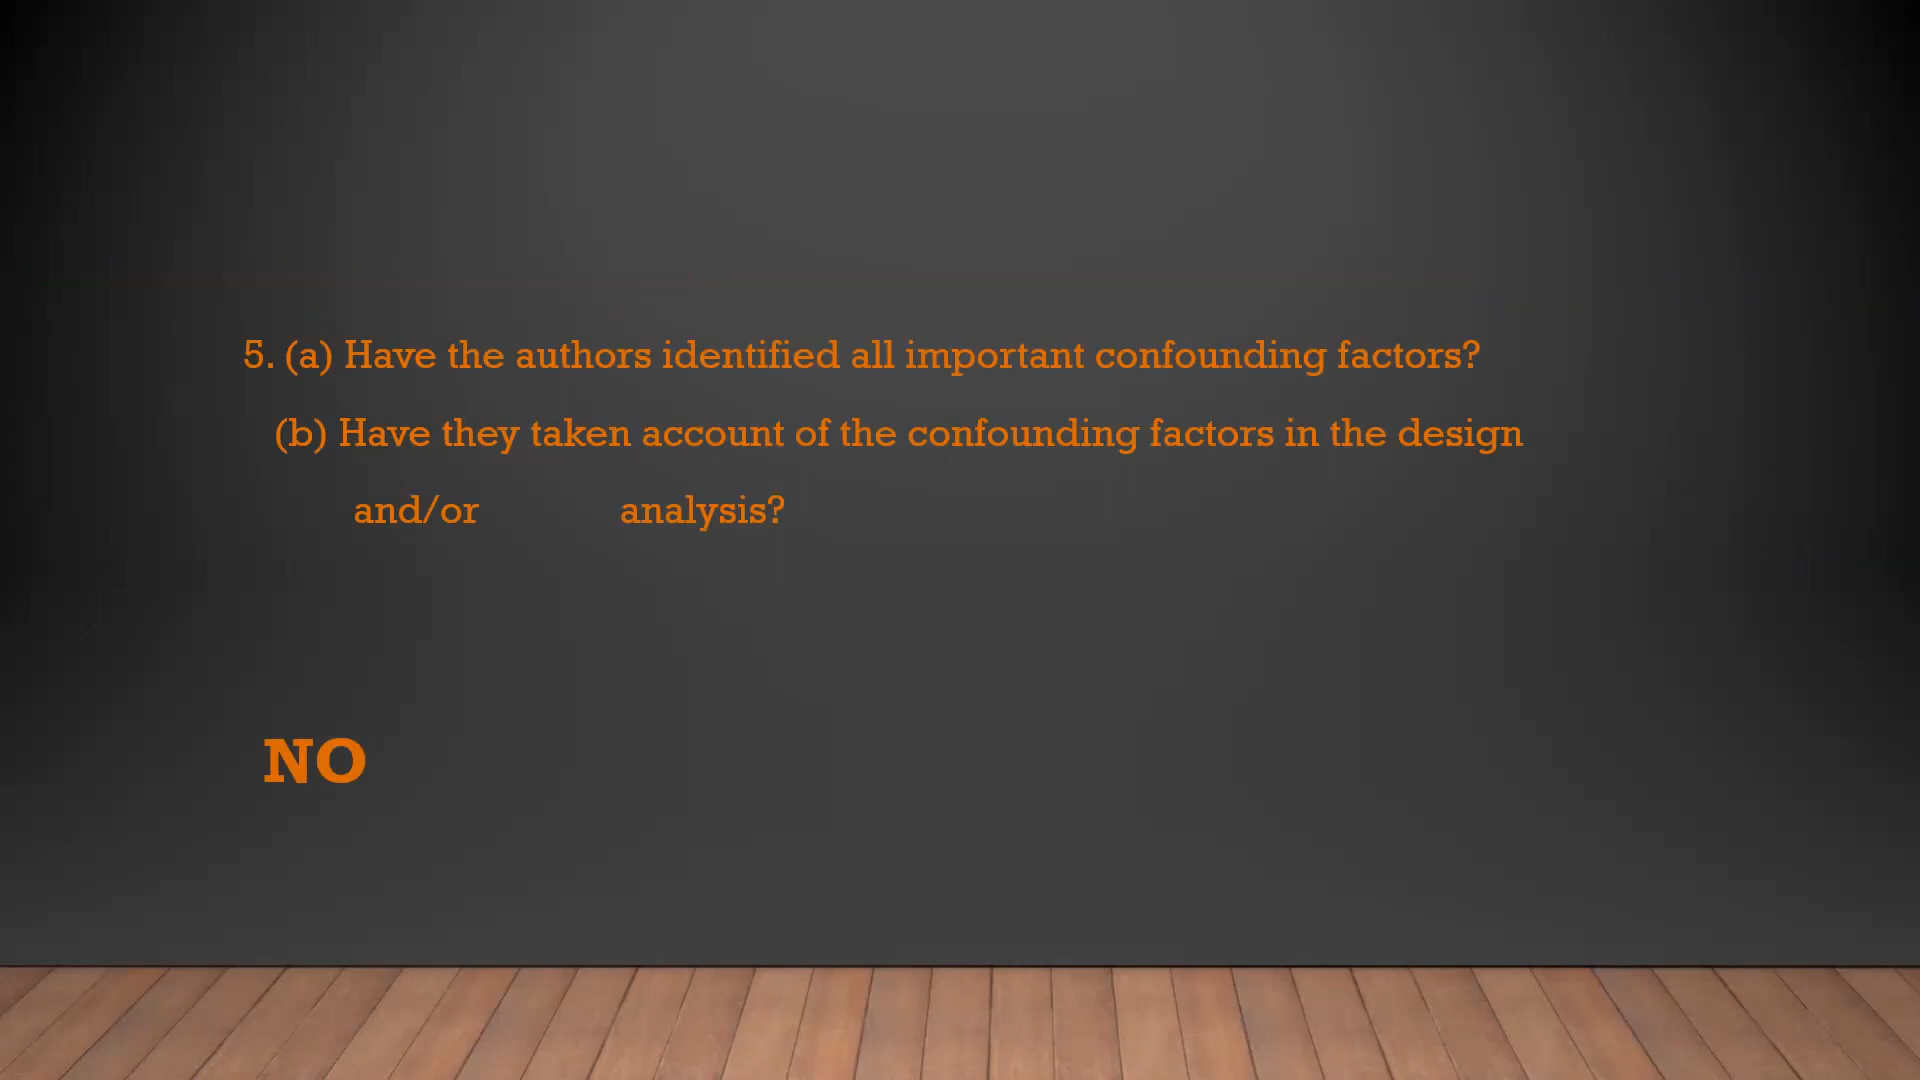 5. (a) Have the authors identified all important confounding factors?
(b) Have they taken account of the confounding factors in the design
and/or analysis?
NO